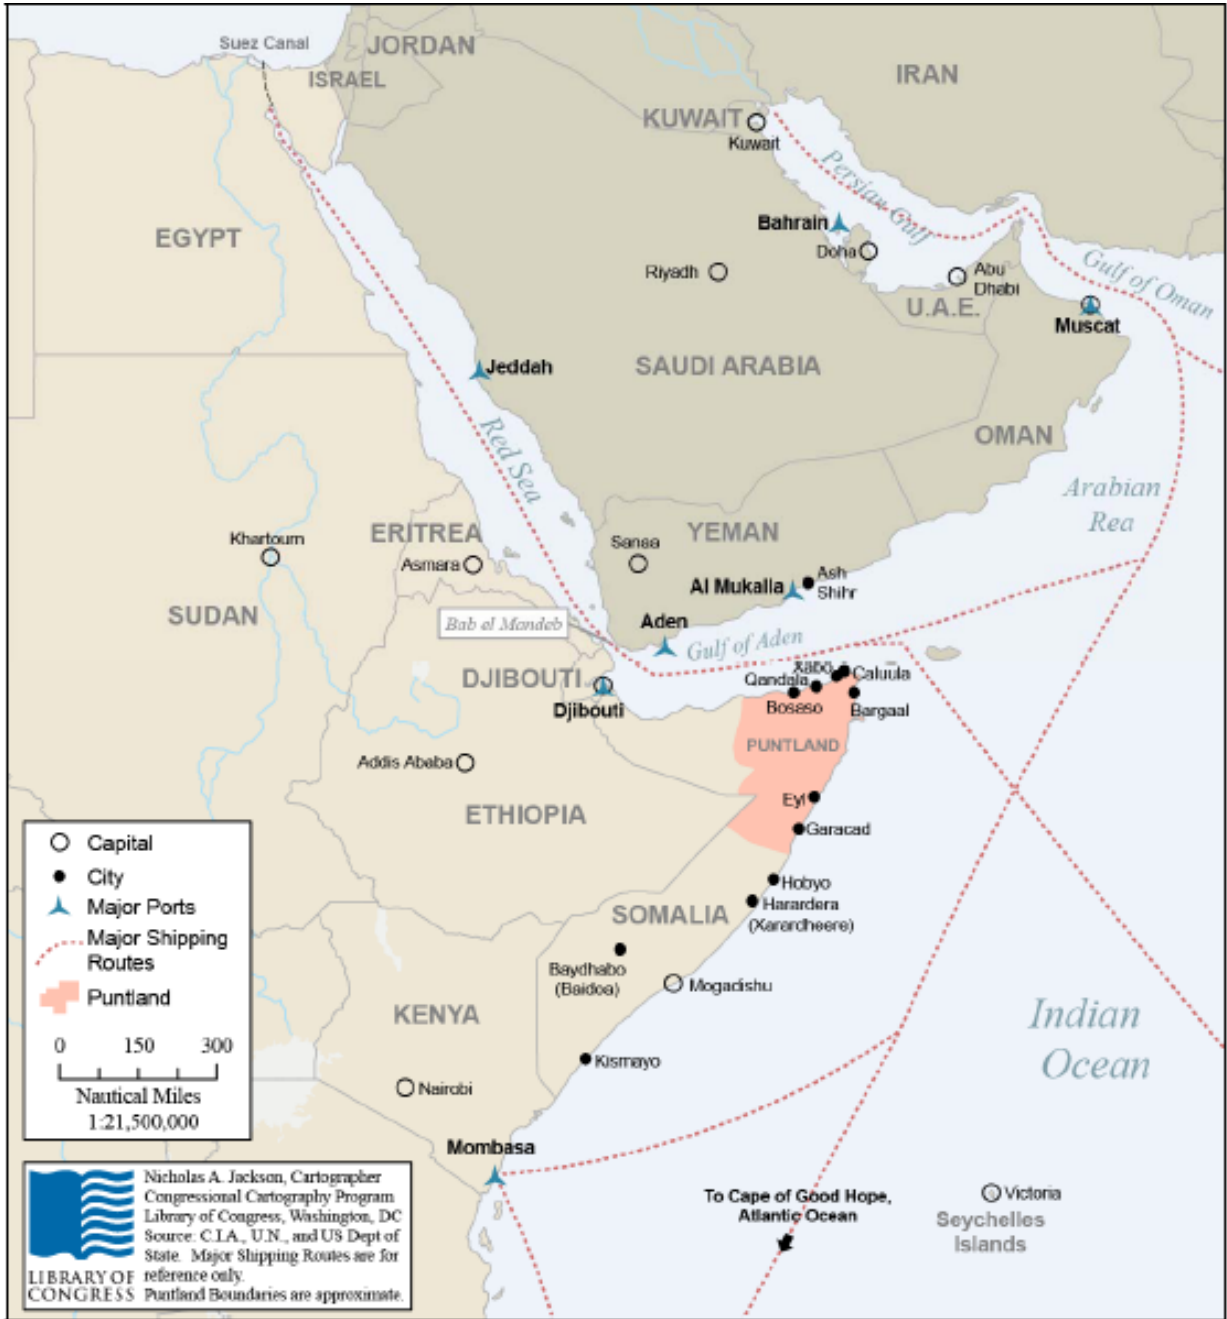 Suez Canal
JORDAN
ISRAEL
IRAN
KUWAIT
Kuwait
Persian Gulf
Bahrain
Doha
EGYPT
Riyadh
Abu
Dhabi
Gulf of Oman
U.A.E.
Muscat
Jeddah
SAUDI ARABIA
Red Sea
OMAN
Arabian
Rea
Khartoum
ERITREA
Asmara
Sanaa
YEMAN
Ash
Shihr
Al Mukalla
SUDAN
Bab el Mandeb
Aden
Gulf of Aden
DJIBOUTI
Djibouti
Xabo
Qandala
Caluula
Bosaso
Bargaal
PUNTLAND
Addis Ababa
Eyl
ETHIOPIA
Garacad
Hobyo
SOMALIA
Harardera
(Xarardheere)
Baydhabo
(Baidoa)
Mogadishu
KENYA
Indian
Ocean
Kismayo
Nairobi
Mombasa
To Cape of Good Hope,
Atlantic Ocean
Victoria
Seychelles
Islands
Capital
City
Major Ports
Major Shipping
Routes
Puntland
0 150 300
Nautical Miles
1:21,500,000
LIBRARY OF
CONGRESS
Nicholas A. Jackson, Cartographer
Congressional Cartography Program
Library of Congress, Washington, DC
Source: C.I.A., U.N., and US Dept of
State. Major Shipping Routes are for
reference only.
Puntland Boundaries are approximate.